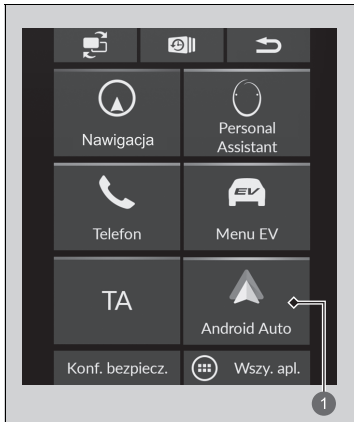 Nawigacja
Personal
Assistant
Telefon
EV
Menu EV
TA
Android Auto
Konf. bezpiecz.
Wszy. apl.
1